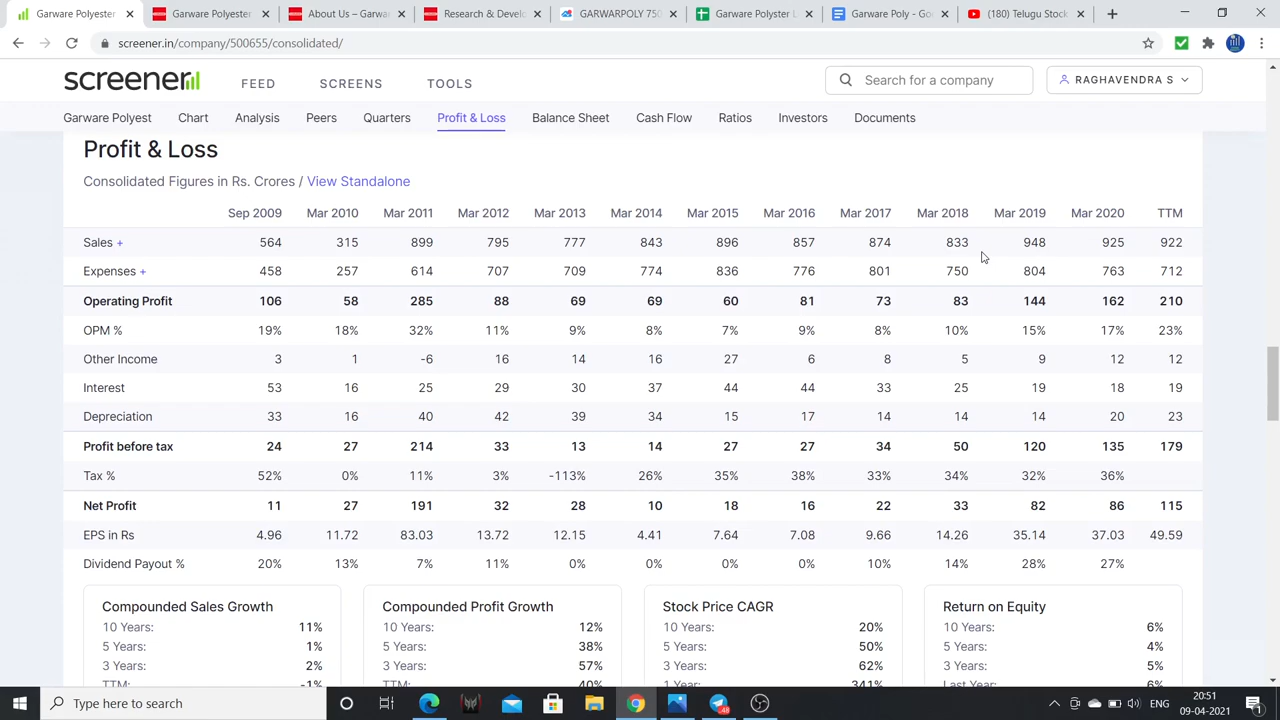 Garware Polyester
Garware Polyester
About Us – Garwa
Research & Develo
GARWARPOLY 750
Garware Polyster L
Garware Poly - Go
(180) Telugu Stock
screener.in/company/500655/consolidated/
screener
FEED
SCREENS
TOOLS
Search for a company
RAGHAVENDRA S
Garware Polyest
Chart
Analysis
Peers
Quarters
Profit & Loss
Balance Sheet
Cash Flow
Ratios
Investors
Documents
Profit & Loss
Consolidated Figures in Rs. Crores / View Standalone
Sep 2009 Mar 2010 Mar 2011 Mar 2012 Mar 2013 Mar 2014 Mar 2015 Mar 2016 Mar 2017 Mar 2018 Mar 2019 Mar 2020 TTM
Sales + 564 315 899 795 777 843 896 857 874 833 948 925 922
Expenses + 458 257 614 707 709 774 836 776 801 750 804 763 712
Operating Profit 106 58 285 88 69 69 60 81 73 83 144 162 210
OPM % 19% 18% 32% 11% 9% 8% 7% 9% 8% 10% 15% 17% 23%
Other Income 3 1 -6 16 14 16 27 6 8 5 9 12 12
Interest 53 16 25 29 30 37 44 44 33 25 19 18 19
Depreciation 33 16 40 42 39 34 15 17 14 14 14 20 23
Profit before tax 24 27 214 33 13 14 27 27 34 50 120 135 179
Tax % 52% 0% 11% 3% -113% 26% 35% 38% 33% 34% 32% 36%
Net Profit 11 27 191 32 28 10 18 16 22 33 82 86 115
EPS in Rs 4.96 11.72 83.03 13.72 12.15 4.41 7.64 7.08 9.66 14.26 35.14 37.03 49.59
Dividend Payout % 20% 13% 7% 11% 0% 0% 0% 0% 10% 14% 28% 27%
Compounded Sales Growth
10 Years: 11%
5 Years: 1%
3 Years: 2%
TTM: -1%
Compounded Profit Growth
10 Years: 12%
5 Years: 38%
3 Years: 57%
TTM: 40%
Stock Price CAGR
10 Years: 20%
5 Years: 50%
3 Years: 62%
1 Year: 341%
Return on Equity
10 Years: 6%
5 Years: 4%
3 Years: 5%
Last Year: 6%
Type here to search
48
ENG
20:51
09-04-2021
1